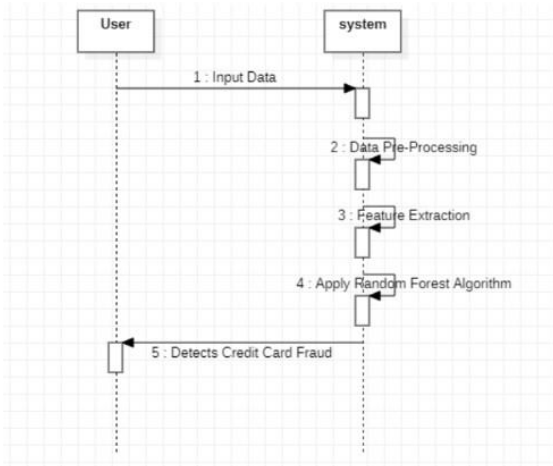 User
system
1 : Input Data
2 : Data Pre-Processing
3 : Feature Extraction
4 : Apply Random Forest Algorithm
5 : Detects Credit Card Fraud